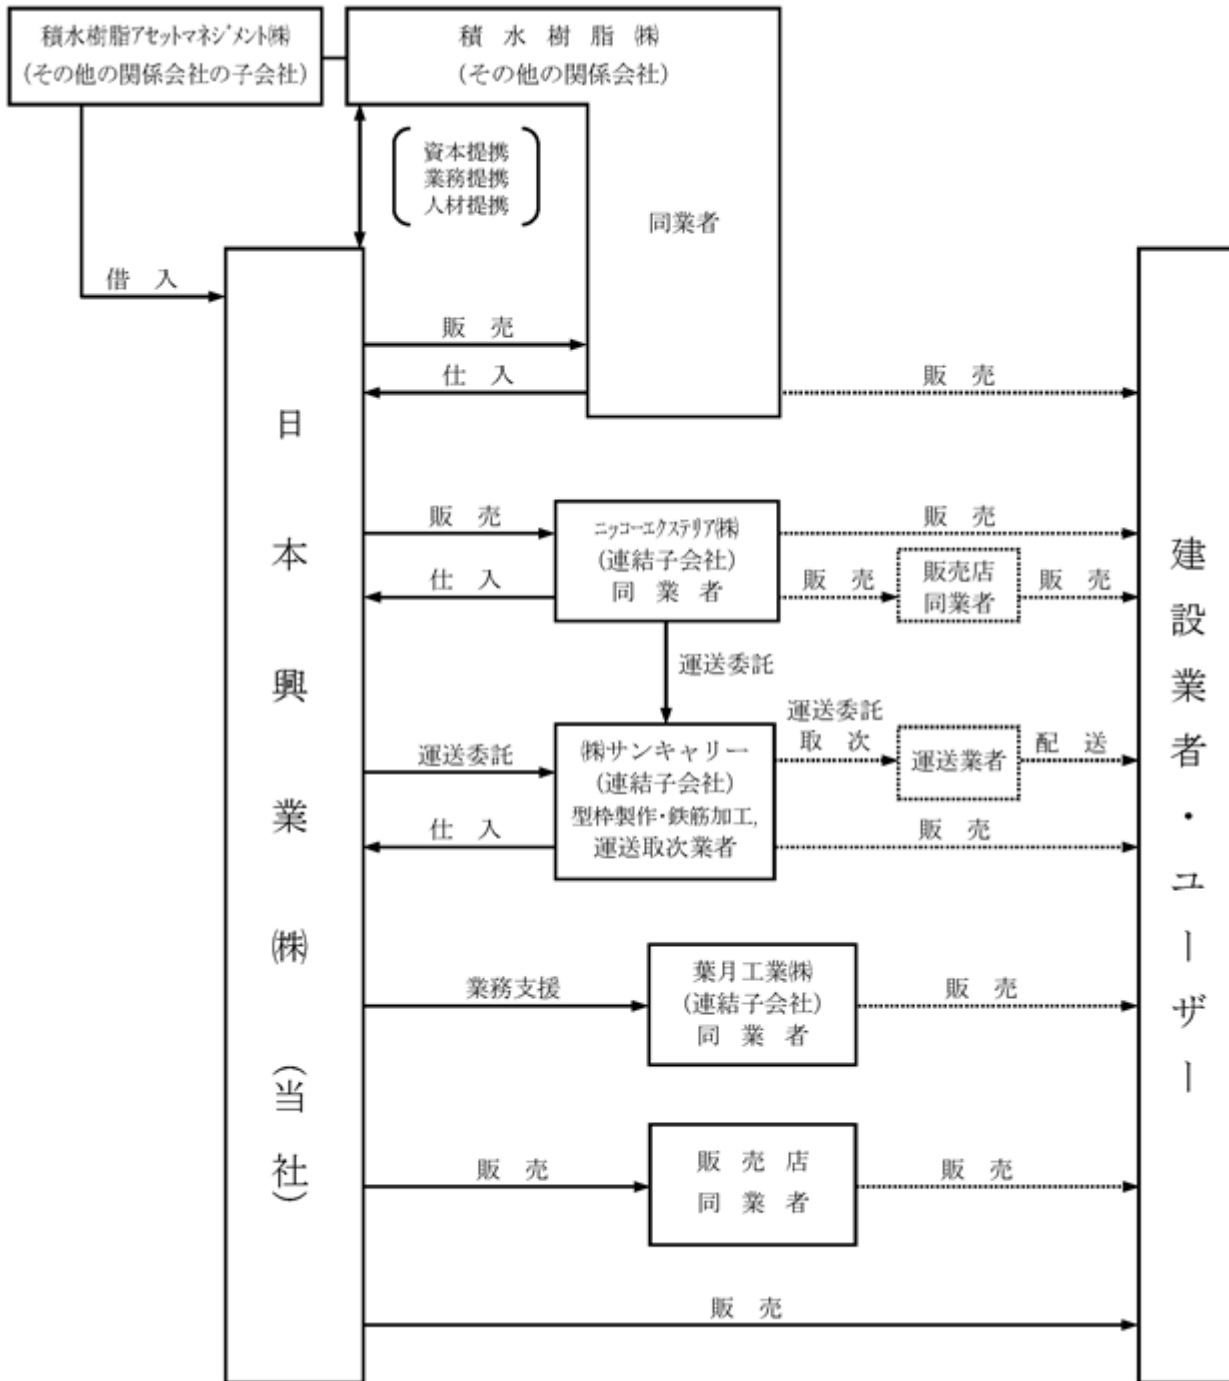 積水樹脂アセットマネジメント㈱
(その他の関係会社の子会社)
積 水 樹 脂 ㈱
(その他の関係会社)
資本提携
業務提携
人材提携
同業者
借 入
販 売
仕 入
販 売
日本興業㈱(当社)
建設業者・ユーザー
販 売
仕 入
ニッコーエクステリア㈱
(連結子会社)
同 業 者
販 売
販 売
販売店
同業者
販 売
運送委託
運送委託
仕 入
㈱サンキャリー
(連結子会社)
型枠製作・鉄筋加工,
運送取次業者
運送委託
取 次
運送業者
配 送
販 売
業務支援
葉月工業㈱
(連結子会社)
同 業 者
販 売
販 売
販 売 店
同 業 者
販 売
販 売